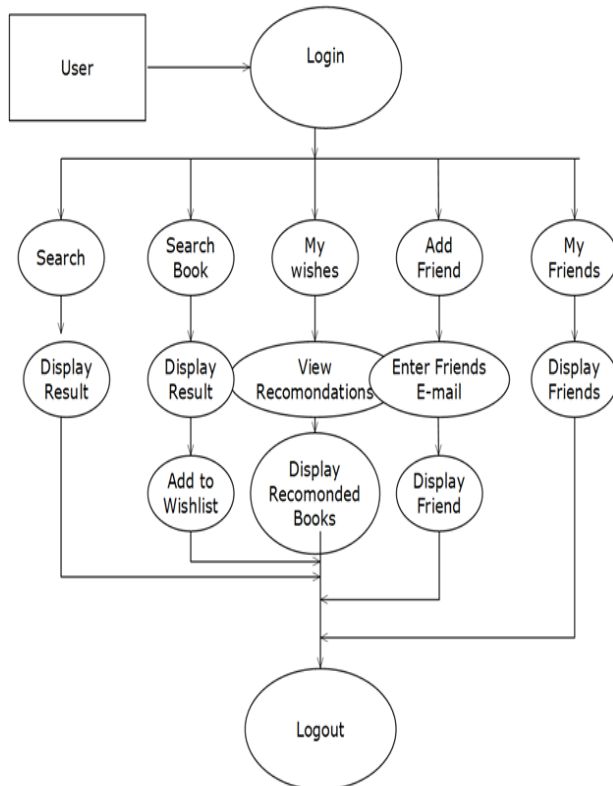 User
Login
Search
Search
Book
My
wishes
Add
Friend
My
Friends
Display
Result
Display
Result
View
Recomondations
Enter Friends
E-mail
Display
Friends
Add to
Wishlist
Display
Recomonded
Books
Display
Friend
Logout